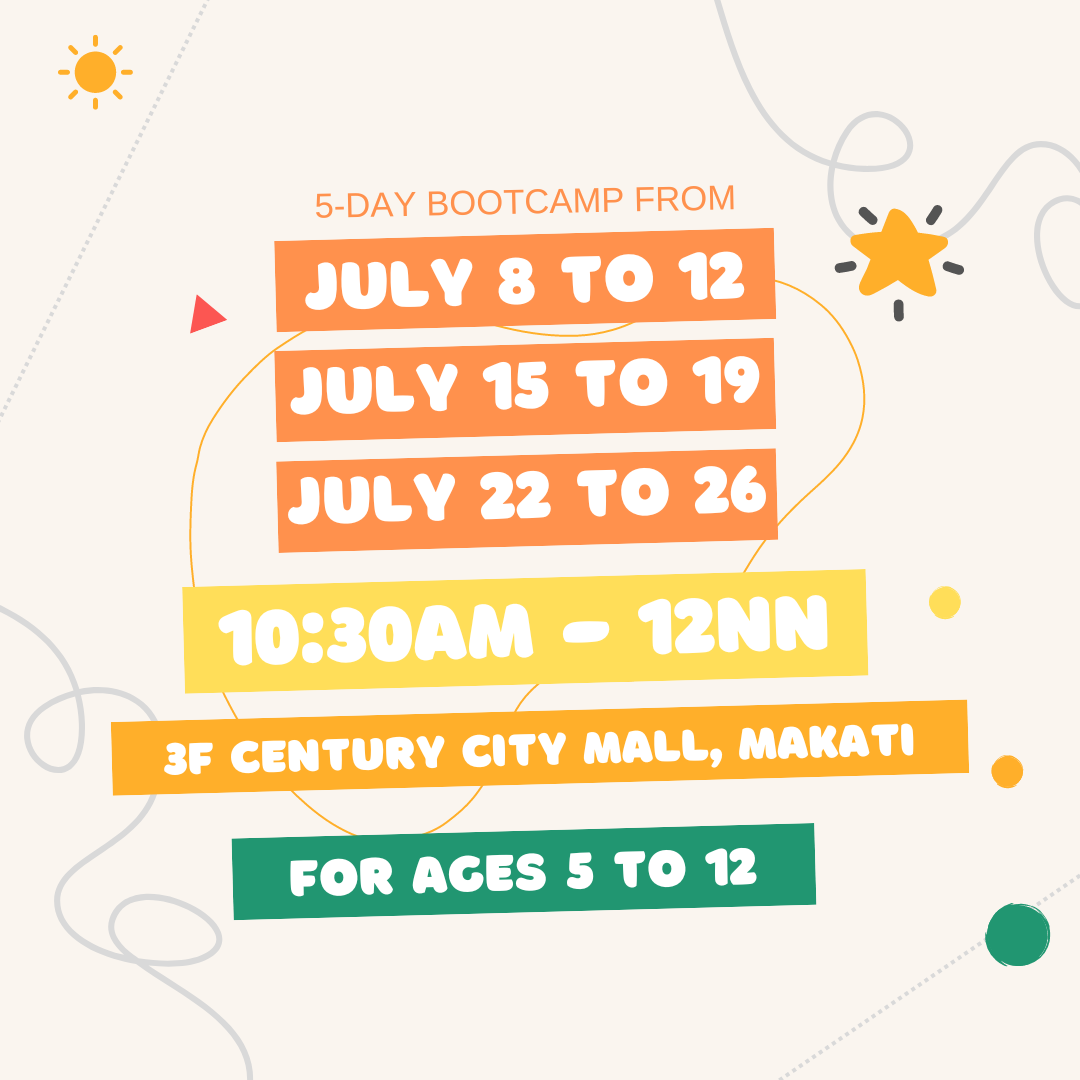 5-DAY BOOTCAMP FROM
JULY 8 TO 12
JULY 15 TO 19
JULY 22 TO 26
10:30AM - 12NN
3F CENTURY CITY MALL, MAKATI
FOR AGES 5 TO 12